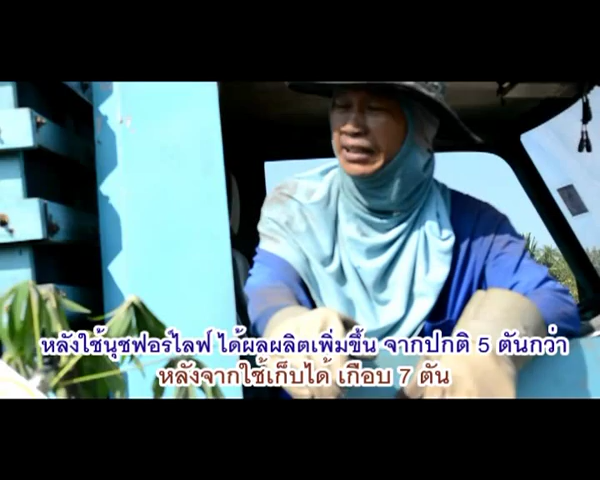 หลังใช้นุชฟอร์ไลฟ์ ได้ผลผลิตเพิ่มขึ้น จากปกติ 5 ตันกว่า
หลังจากใช้เก็บได้ เกือบ 7 ตัน